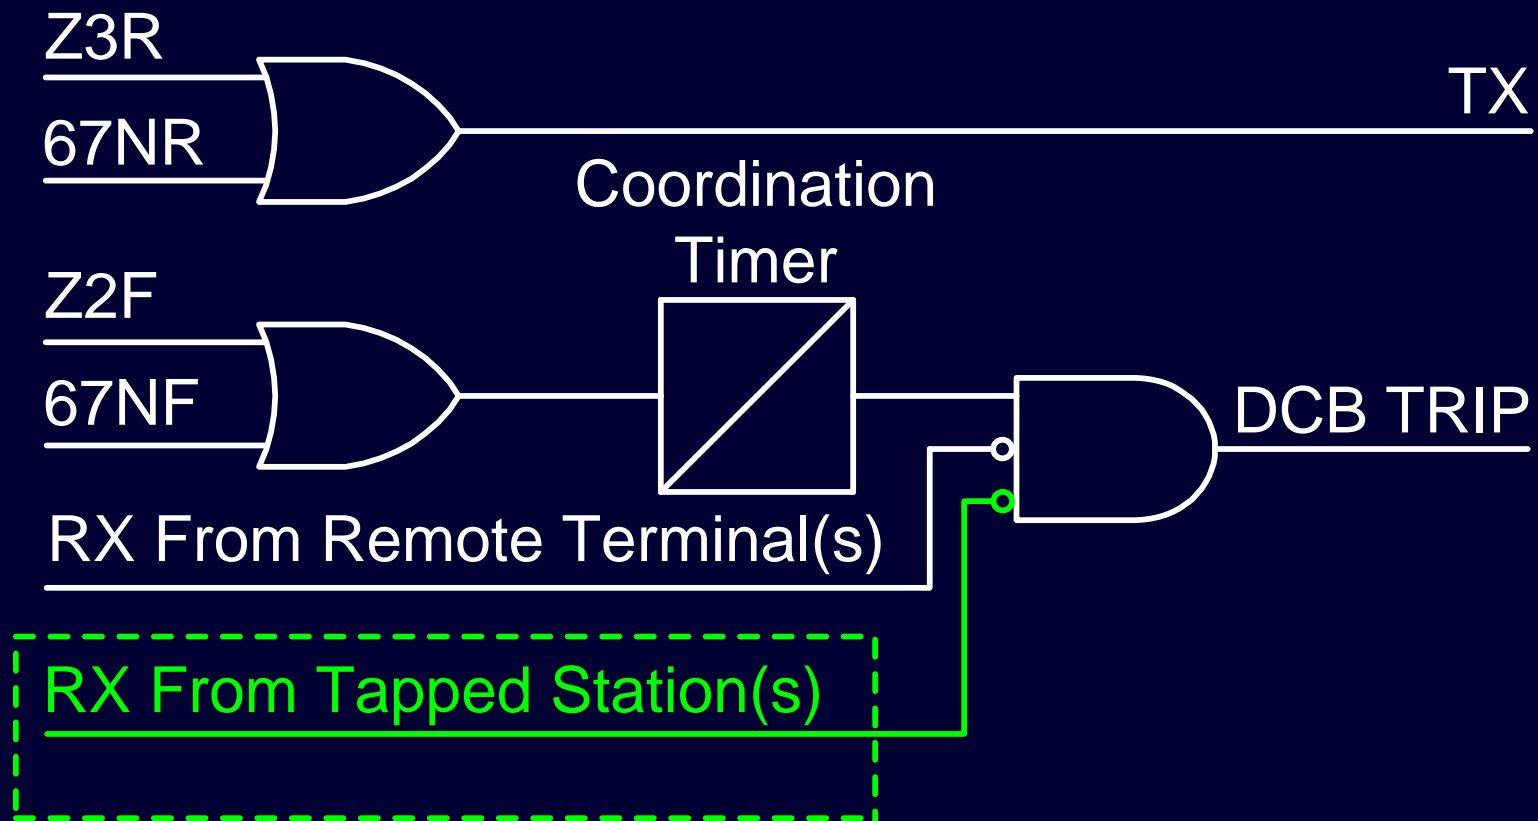 Z3R
TX
67NR
Coordination
Timer
Z2F
67NF
DCB TRIP
RX From Remote Terminal(s)
RX From Tapped Station(s)